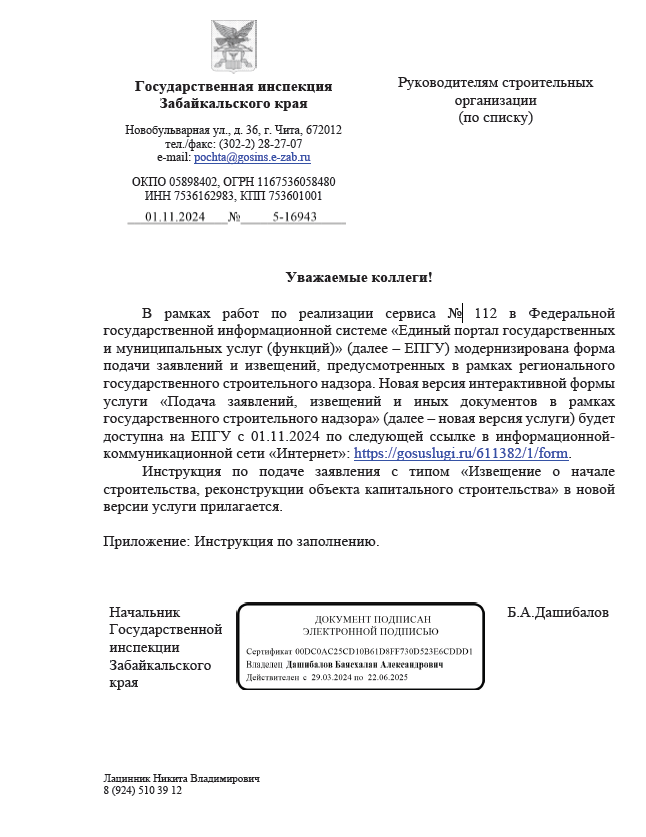 Государственная инспекция
Забайкальского края
Новобульварная ул., д. 36, г. Чита, 672012
тел./факс: (302-2) 28-27-07
e-mail: pochta@gosins.e-zab.ru
ОКПО 05898402, ОГРН 1167536058480
ИНН 7536162983, КПП 753601001
01.11.2024 № 5-16943
Руководителям строительных
организации
(по списку)
Уважаемые коллеги!
В рамках работ по реализации сервиса № 112 в Федеральной
государственной информационной системе «Единый портал государственных
и муниципальных услуг (функций)» (далее – ЕПГУ) модернизирована форма
подачи заявлений и извещений, предусмотренных в рамках регионального
государственного строительного надзора. Новая версия интерактивной формы
услуги «Подача заявлений, извещений и иных документов в рамках
государственного строительного надзора» (далее – новая версия услуги) будет
доступна на ЕПГУ с 01.11.2024 по следующей ссылке в информационной-
коммуникационной сети «Интернет»: https://gosuslugi.ru/611382/1/form.
Инструкция по подаче заявления с типом «Извещение о начале
строительства, реконструкции объекта капитального строительства» в новой
версии услуги прилагается.
Приложение: Инструкция по заполнению.
Начальник
Государственной
инспекции
Забайкальского
края
ДОКУМЕНТ ПОДПИСАН
ЭЛЕКТРОННОЙ ПОДПИСЬЮ
Сертификат 00DC0AC25CD10B61D8FF730D523E6CDDD1
Владелец Дашибалов Баясхалан Александрович
Действителен с 29.03.2024 по 22.06.2025
Б.А.Дашибалов
Лацинник Никита Владимирович
8 (924) 510 39 12